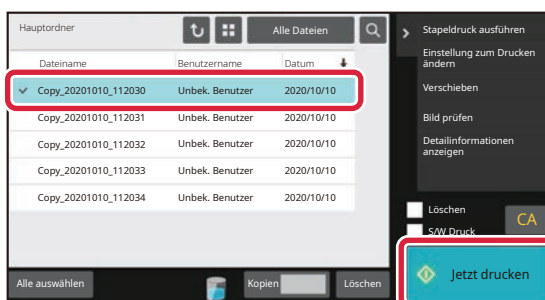 Hauptordner
Alle Dateien
Dateiname Benutzername Datum
Copy_20201010_112030 Unbek. Benutzer 2020/10/10
Copy_20201010_112031 Unbek. Benutzer 2020/10/10
Copy_20201010_112032 Unbek. Benutzer 2020/10/10
Copy_20201010_112033 Unbek. Benutzer 2020/10/10
Copy_20201010_112034 Unbek. Benutzer 2020/10/10
Alle auswählen
Kopien
Löschen
Stapeldruck ausführen
Einstellung zum Drucken
ändern
Verschieben
Bild prüfen
Detailinformationen
anzeigen
Löschen
S/W Druck
CA
Jetzt drucken